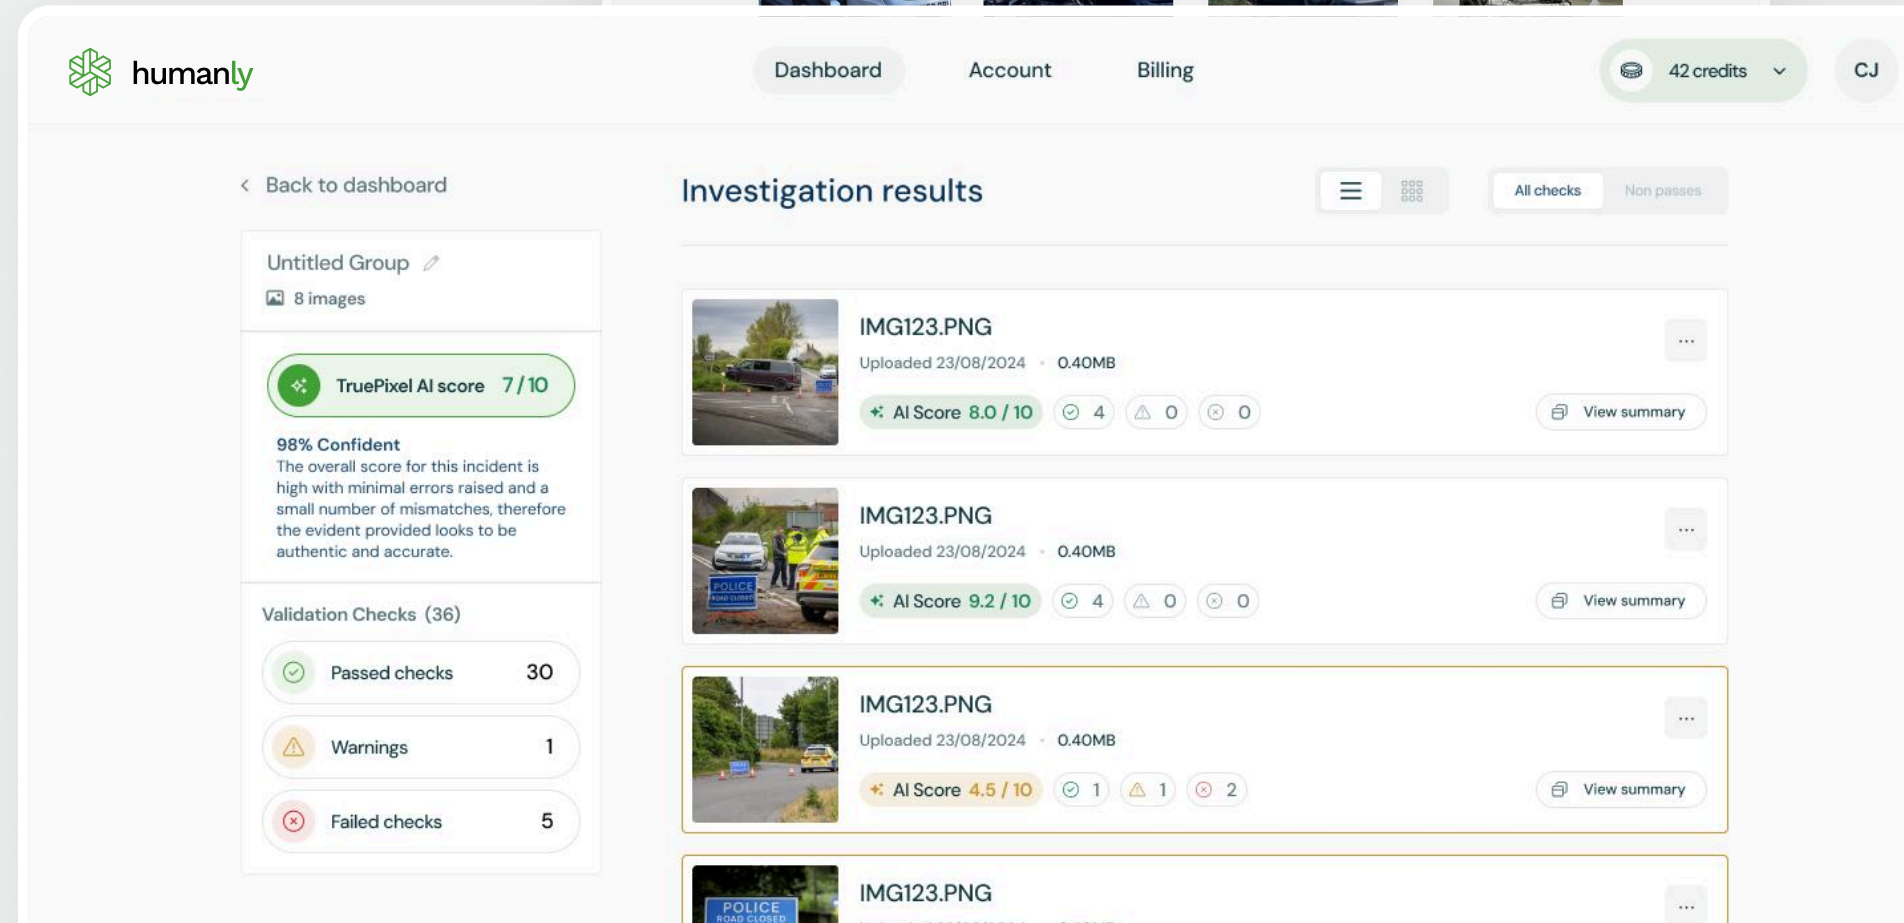 humanly
Dashboard
Account
Billing
42 credits
CJ
Back to dashboard
Untitled Group
8 images
TruePixel AI score 7/10
98% Confident
The overall score for this incident is
high with minimal errors raised and a
small number of mismatches, therefore
the evident provided looks to be
authentic and accurate.
Validation Checks (36)
Passed checks 30
Warnings 1
Failed checks 5
Investigation results
All checks
Non passes
IMG123.PNG
Uploaded 23/08/2024 • 0.40MB
AI Score 8.0 / 10 4 0 0
View summary
IMG123.PNG
Uploaded 23/08/2024 • 0.40MB
POLICE
ROAD CLOSED
AI Score 9.2 / 10 4 0 0
View summary
IMG123.PNG
Uploaded 23/08/2024 • 0.40MB
AI Score 4.5 / 10 1 1 2
View summary
IMG123.PNG
POLICE
ROAD CLOSED